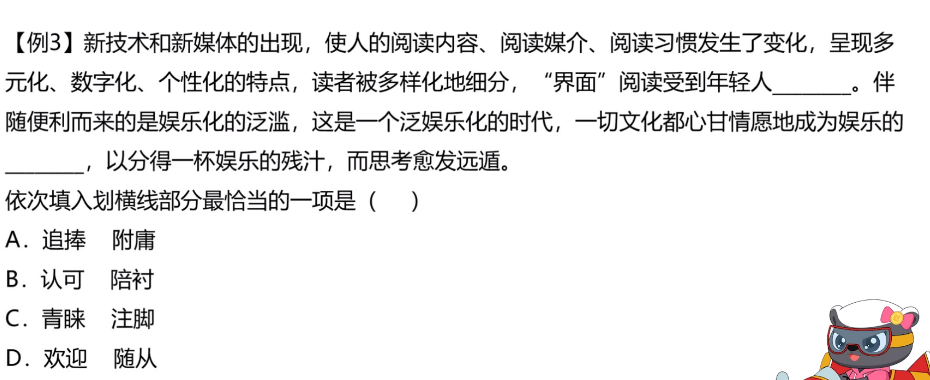 【例3】新技术和新媒体的出现，使人的阅读内容、阅读媒介、阅读习惯发生了变化，呈现多
元化、数字化、个性化的特点，读者被多样化地细分，“界面”阅读受到年轻人_______。伴
随便利而来的是娱乐化的泛滥，这是一个泛娱乐化的时代，一切文化都心甘情愿地成为娱乐的
_______，以分得一杯娱乐的残汁，而思考愈发远遁。
依次填入划横线部分最恰当的一项是（　　）
A．追捧　附庸
B．认可　陪衬
C．青睐　注脚
D．欢迎　随从